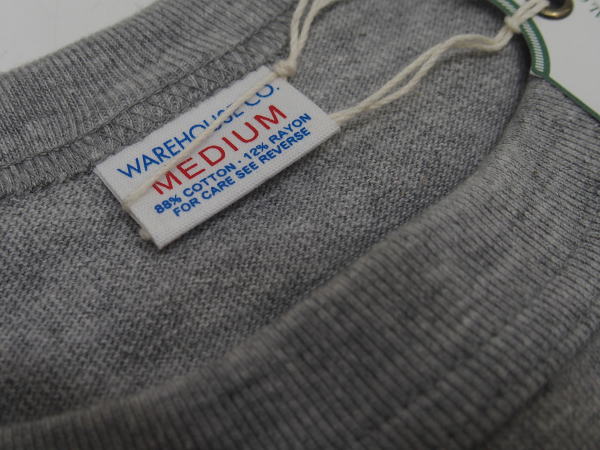 WAREHOUSE CO.
MEDIUM
88% COTTON · 12% RAYON
FOR CARE SEE REVERSE